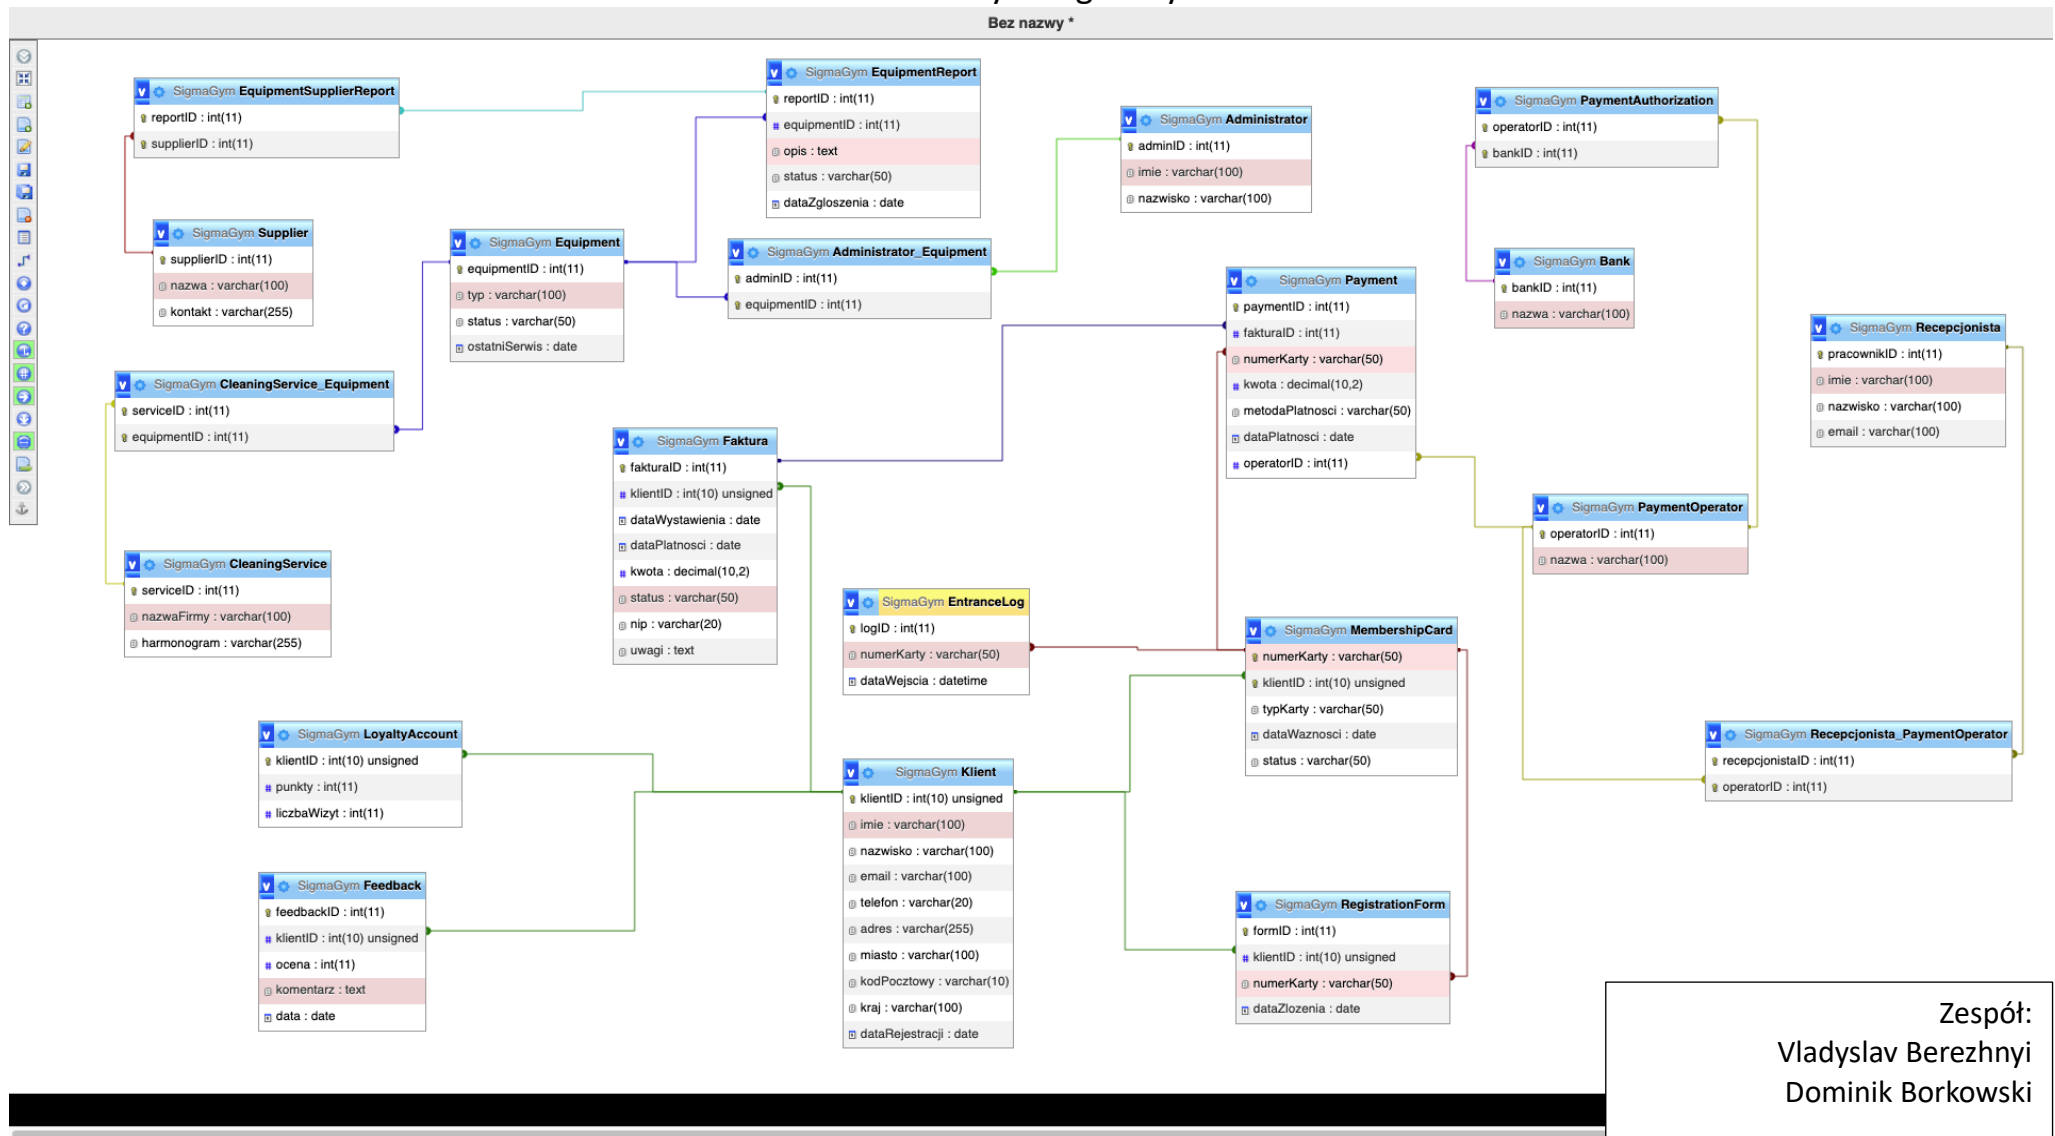 Bez nazwy *
SigmaGym EquipmentSupplierReport
reportID : int(11)
supplierID : int(11)
SigmaGym EquipmentReport
reportID : int(11)
equipmentID : int(11)
opis : text
status : varchar(50)
dataZgloszenia : date
SigmaGym Administrator
adminID : int(11)
imie : varchar(100)
nazwisko : varchar(100)
SigmaGym PaymentAuthorization
operatorID : int(11)
bankID : int(11)
SigmaGym Supplier
supplierID : int(11)
nazwa : varchar(100)
kontakt : varchar(255)
SigmaGym Equipment
equipmentID : int(11)
typ : varchar(100)
status : varchar(50)
ostatniSerwis : date
SigmaGym Administrator_Equipment
adminID : int(11)
equipmentID : int(11)
SigmaGym Payment
paymentID : int(11)
fakturaID : int(11)
numerKarty : varchar(50)
kwota : decimal(10,2)
metodaPlatnosci : varchar(50)
dataPlatnosci : date
operatorID : int(11)
SigmaGym Bank
bankID : int(11)
nazwa : varchar(100)
SigmaGym Recepcjonista
pracownikID : int(11)
imie : varchar(100)
nazwisko : varchar(100)
email : varchar(100)
SigmaGym CleaningService_Equipment
serviceID : int(11)
equipmentID : int(11)
SigmaGym Faktura
fakturaID : int(11)
klientID : int(10) unsigned
dataWystawienia : date
dataPlatnosci : date
kwota : decimal(10,2)
status : varchar(50)
nip : varchar(20)
uwagi : text
SigmaGym PaymentOperator
operatorID : int(11)
nazwa : varchar(100)
SigmaGym CleaningService
serviceID : int(11)
nazwaFirmy : varchar(100)
harmonogram : varchar(255)
SigmaGym EntranceLog
logID : int(11)
numerKarty : varchar(50)
dataWejscia : datetime
SigmaGym MembershipCard
numerKarty : varchar(50)
klientID : int(10) unsigned
typKarty : varchar(50)
dataWaznosci : date
status : varchar(50)
SigmaGym LoyaltyAccount
klientID : int(10) unsigned
punkty : int(11)
liczbaWizyt : int(11)
SigmaGym Klient
klientID : int(10) unsigned
imie : varchar(100)
nazwisko : varchar(100)
email : varchar(100)
telefon : varchar(20)
adres : varchar(255)
miasto : varchar(100)
kodPocztowy : varchar(10)
kraj : varchar(100)
dataRejestracji : date
SigmaGym Recepcjonista_PaymentOperator
recepcjonistaID : int(11)
operatorID : int(11)
SigmaGym Feedback
feedbackID : int(11)
klientID : int(10) unsigned
ocena : int(11)
komentarz : text
data : date
SigmaGym RegistrationForm
formID : int(11)
klientID : int(10) unsigned
numerKarty : varchar(50)
dataZlozenia : date
Zespół:
Vladyslav Berezhnyi
Dominik Borkowski